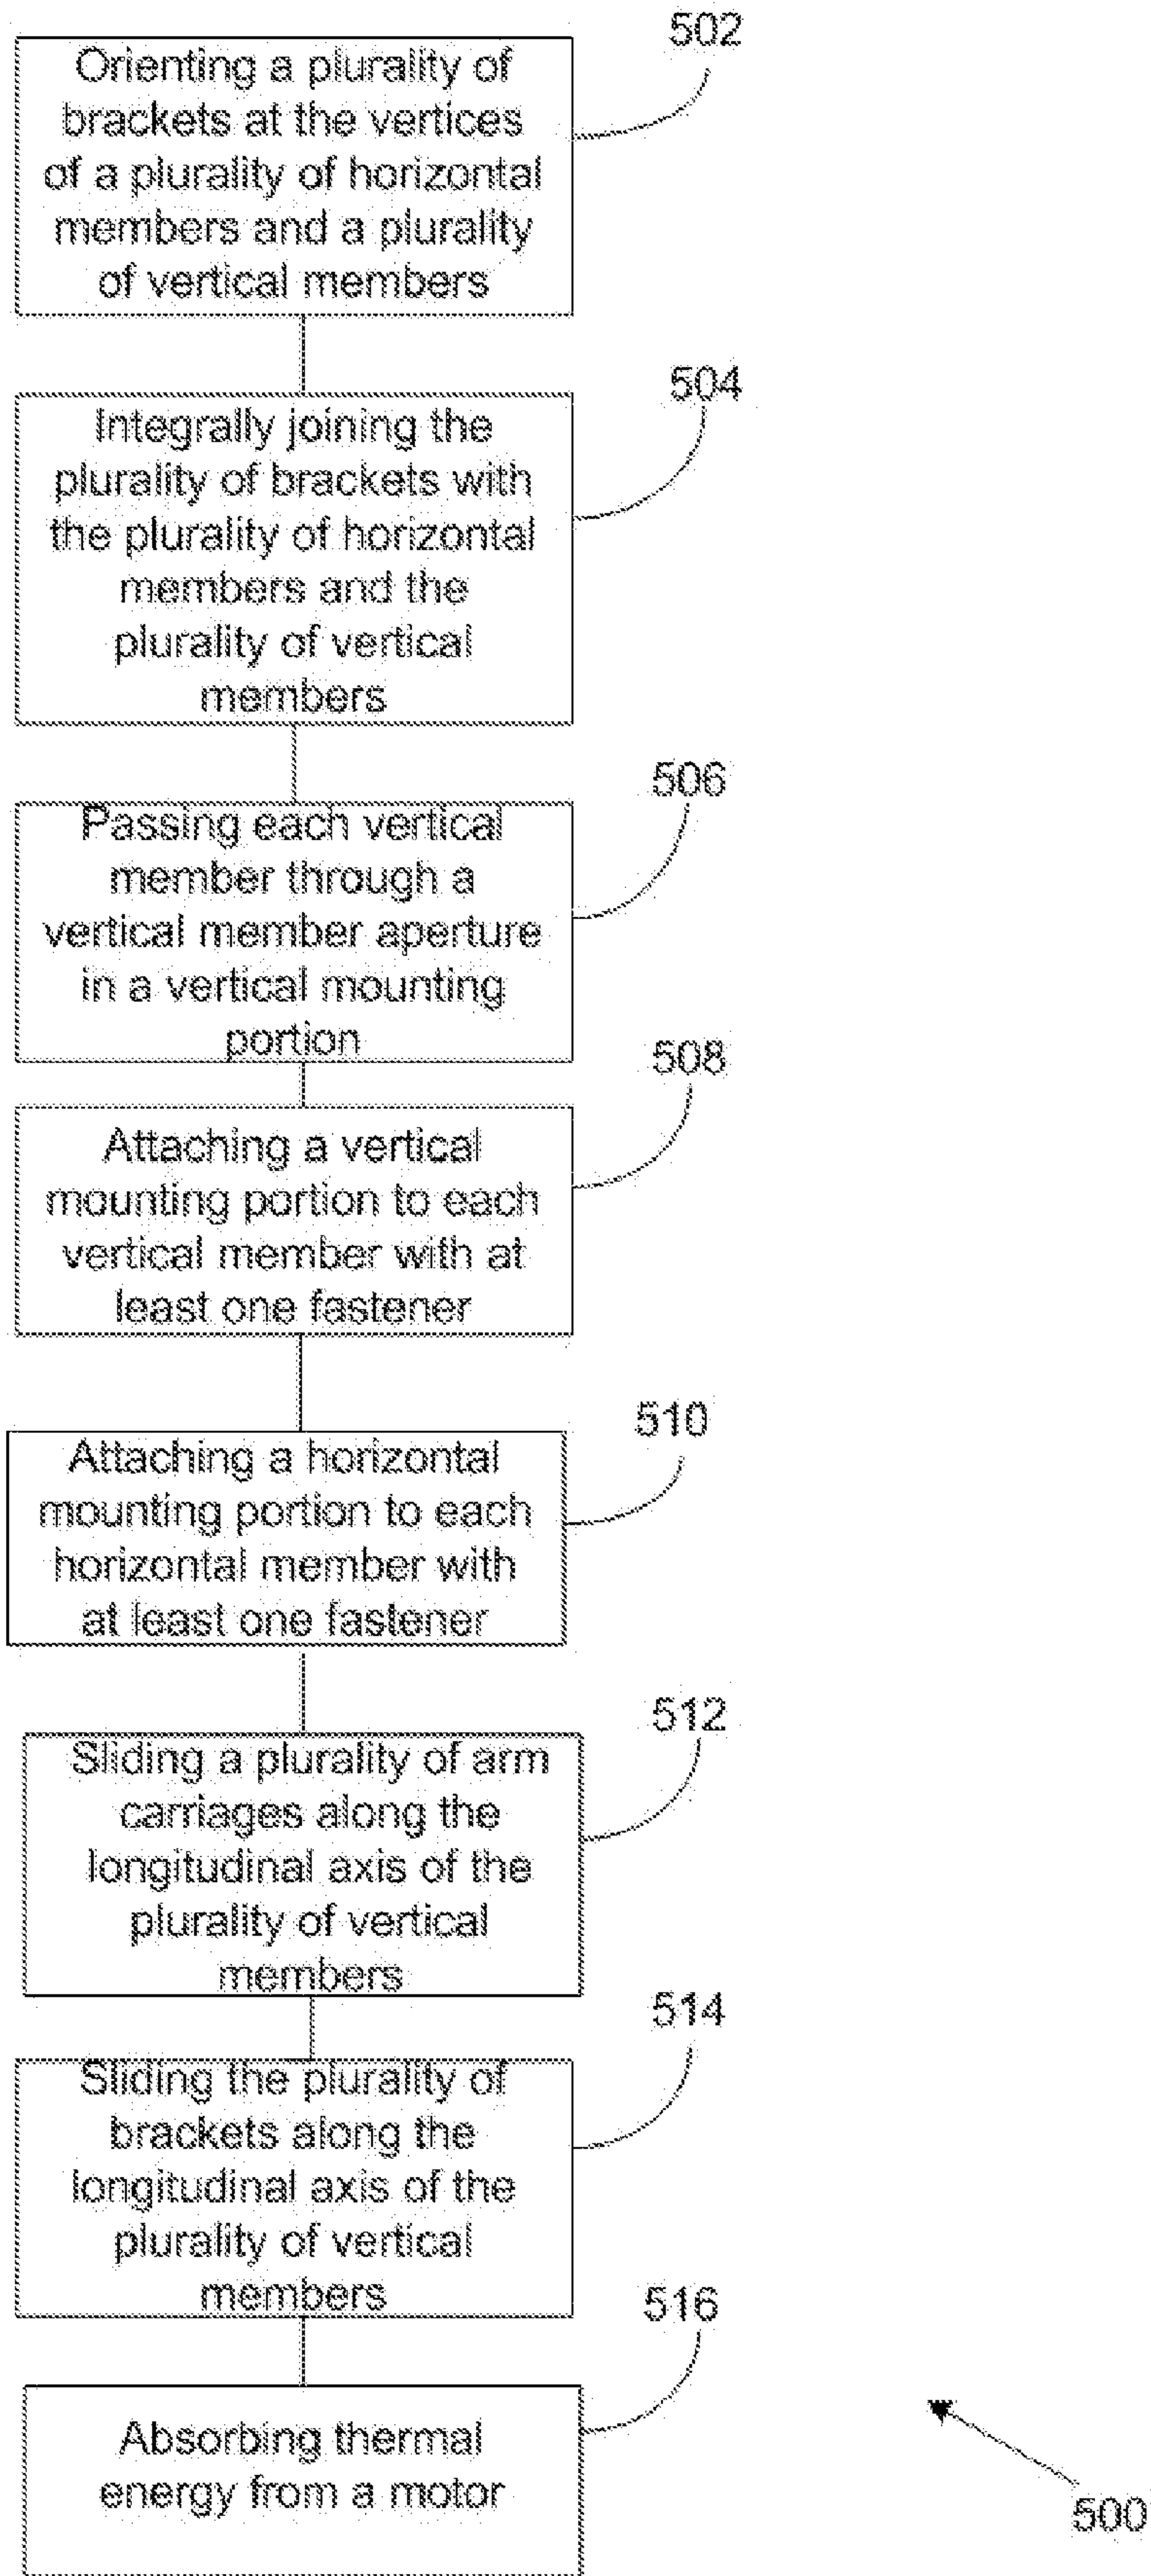 502
Orienting a plurality of
brackets at the vertices
of a plurality of horizontal
members and a plurality
of vertical members
504
Integrally joining the
plurality of brackets with
the plurality of horizontal
members and the
plurality of vertical
members
506
Passing each vertical
member through a
vertical member aperture
in a vertical mounting
portion
508
Attaching a vertical
mounting portion to each
vertical member with at
least one fastener
510
Attaching a horizontal
mounting portion to each
horizontal member with
at least one fastener
512
Sliding a plurality of arm
carriages along the
longitudinal axis of the
plurality of vertical
members
514
Sliding the plurality of
brackets along the
longitudinal axis of the
plurality of vertical
members
516
Absorbing thermal
energy from a motor
500